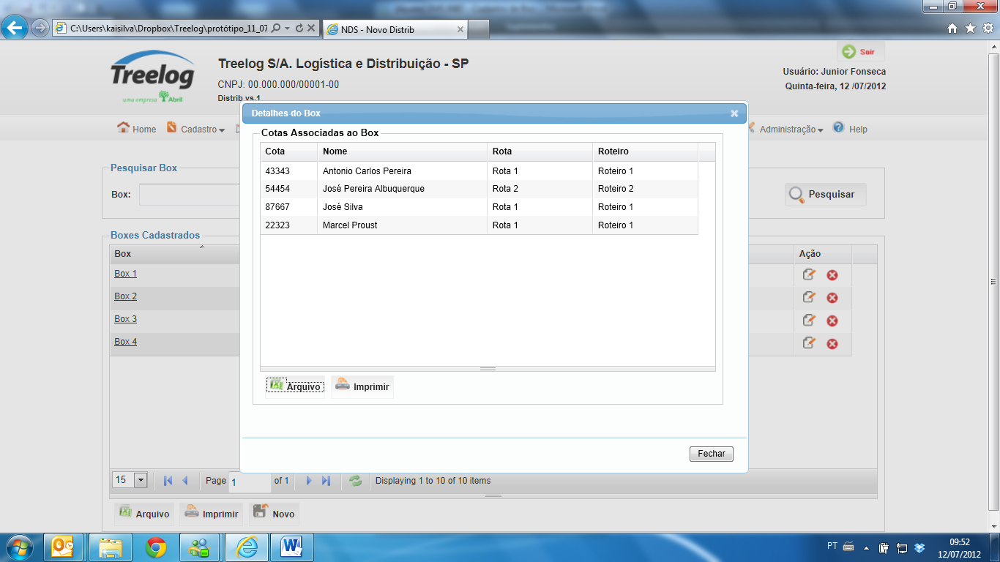 C:\Users\kaisilva\Dropbox\Treelog\protótipo_11_07
NDS - Novo Distrib
Treelog
uma empresa Abril
Treelog S/A. Logística e Distribuição - SP
CNPJ: 00.000.000/00001-00
Distrib vs.1
Sair
Usuário: Junior Fonseca
Quinta-feira, 12 /07/2012
Home
Cadastro
Administração
Help
Detalhes do Box
Cotas Associadas ao Box
Cota Nome Rota Roteiro
43343 Antonio Carlos Pereira Rota 1 Roteiro 1
54454 José Pereira Albuquerque Rota 2 Roteiro 2
87667 José Silva Rota 1 Roteiro 1
22323 Marcel Proust Rota 1 Roteiro 1
Arquivo Imprimir
Fechar
Pesquisar Box
Box:
Pesquisar
Boxes Cadastrados
Box Ação
Box 1
Box 2
Box 3
Box 4
15 Page 1 of 1 Displaying 1 to 10 of 10 items
Arquivo Imprimir Novo
PT
09:52
12/07/2012